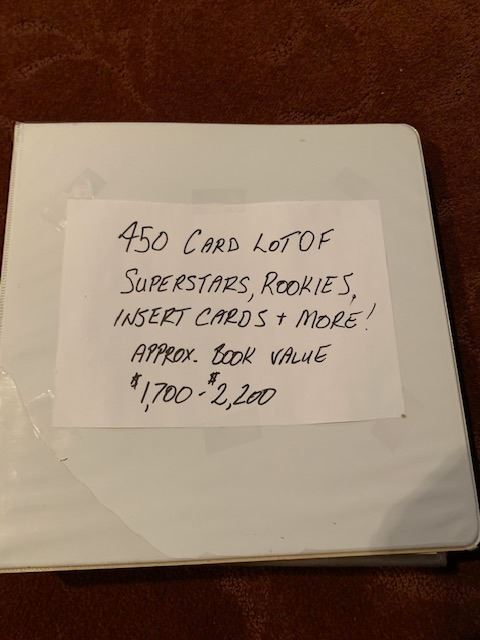 450 CARD LOT OF
SUPERSTARS, ROOKIES,
INSERT CARDS + MORE!
APPROX. BOOK VALUE
$1,700 - $2,200